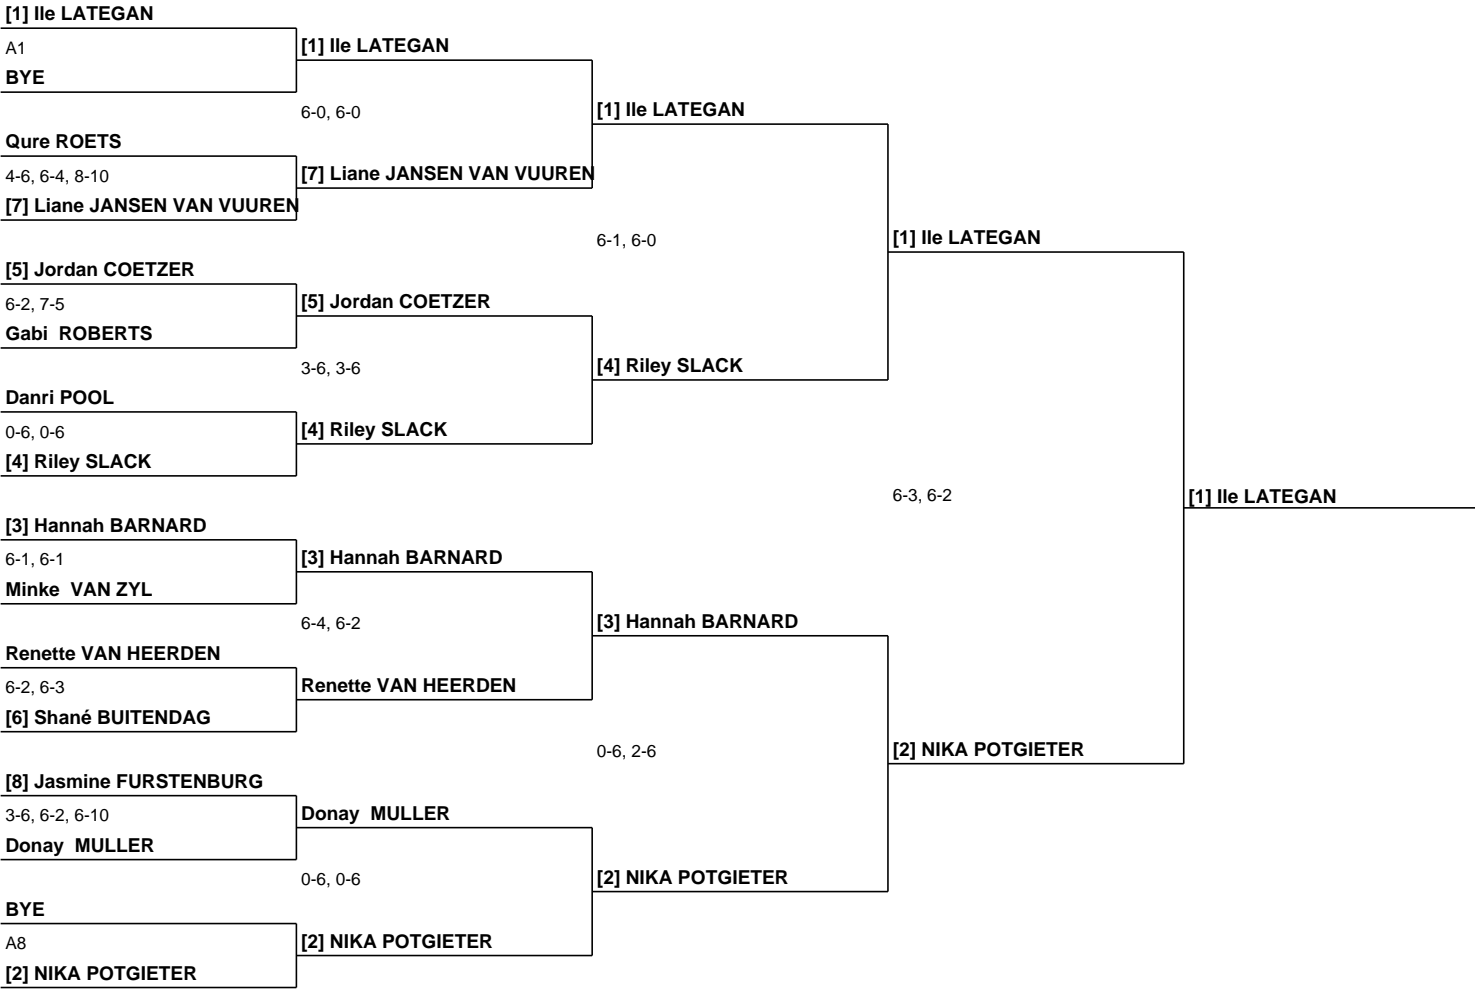 [1] Ile LATEGAN
A1
[1] Ile LATEGAN
BYE
6-0, 6-0
[1] Ile LATEGAN
Qure ROETS
4-6, 6-4, 8-10
[7] Liane JANSEN VAN VUUREN
[7] Liane JANSEN VAN VUUREN
6-1, 6-0
[1] Ile LATEGAN
[5] Jordan COETZER
6-2, 7-5
[5] Jordan COETZER
Gabi  ROBERTS
3-6, 3-6
[4] Riley SLACK
Danri POOL
0-6, 0-6
[4] Riley SLACK
[4] Riley SLACK
6-3, 6-2
[1] Ile LATEGAN
[3] Hannah BARNARD
6-1, 6-1
[3] Hannah BARNARD
Minke  VAN ZYL
6-4, 6-2
[3] Hannah BARNARD
Renette VAN HEERDEN
6-2, 6-3
Renette VAN HEERDEN
[6] Shané BUITENDAG
0-6, 2-6
[2] NIKA POTGIETER
[8] Jasmine FURSTENBURG
3-6, 6-2, 6-10
Donay  MULLER
Donay  MULLER
0-6, 0-6
[2] NIKA POTGIETER
BYE
A8
[2] NIKA POTGIETER
[2] NIKA POTGIETER